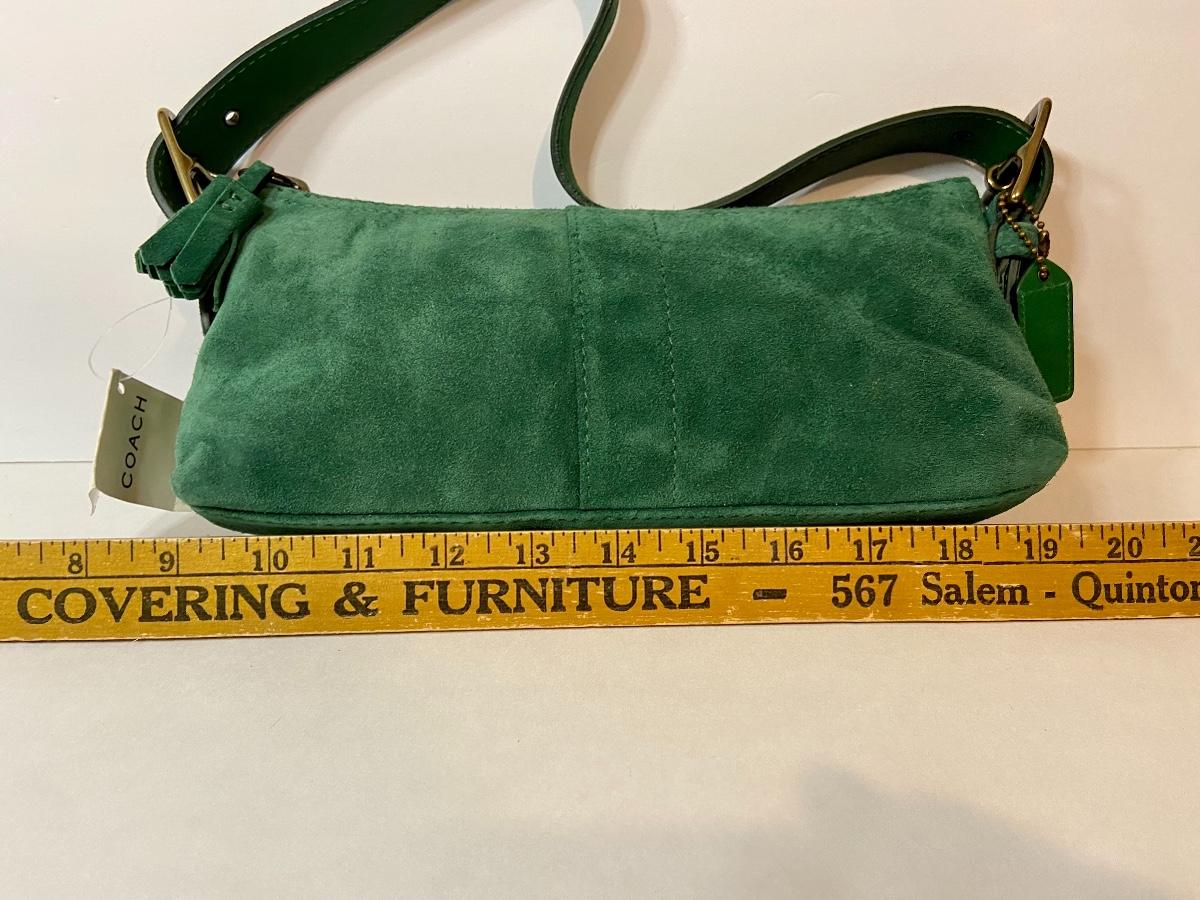 COACH
8 9 10 11 12 13 14 15 16 17 18 19 20
COVERING & FURNITURE - 567 Salem - Quinton